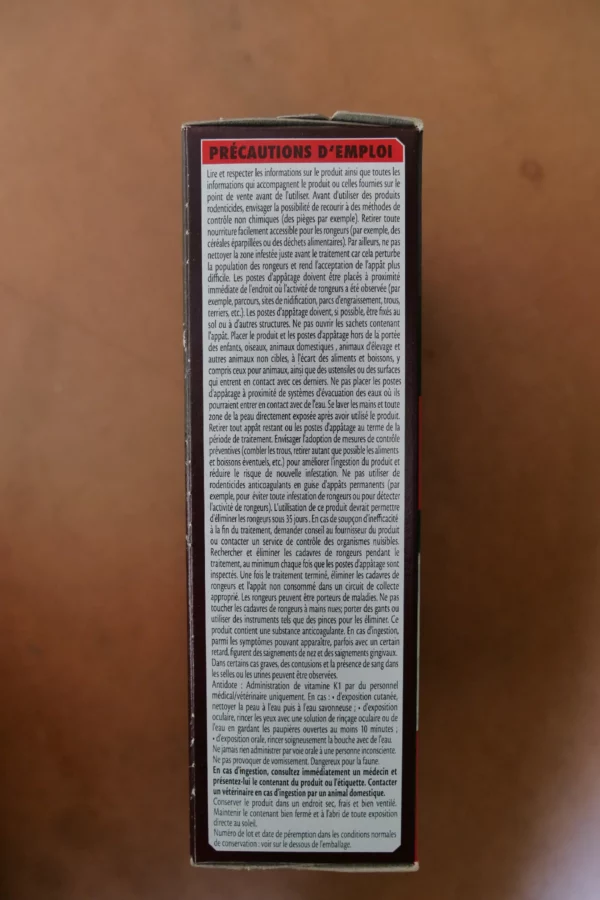 PRÉCAUTIONS D'EMPLOI
Lire et respecter les informations sur le produit ainsi que toutes les
informations qui accompagnent le produit ou celles fournies sur le
point de vente avant de l'utiliser. Avant d'utiliser des produits
rodenticides, envisager la possibilité de recourir à des méthodes de
contrôle non chimiques (des pièges par exemple). Retirer toute
nourriture facilement accessible pour les rongeurs (par exemple, des
céréales éparpillées ou des déchets alimentaires). Par ailleurs, ne pas
nettoyer la zone infestée juste avant le traitement car cela perturbe
la population des rongeurs et rend l'acceptation de l'appât plus
difficile. Les postes d'appâtage doivent être placés à proximité
immédiate de l'endroit où l'activité de rongeurs a été observée (par
exemple, parcours, sites de nidification, parcs d'engraissement, trous,
terriers, etc.). Les postes d'appâtage doivent, si possible, être fixés au
sol ou à d'autres structures. Ne pas ouvrir les sachets contenant
l'appât. Placer le produit et les postes d'appâtage hors de la portée
des enfants, oiseaux, animaux domestiques , animaux d'élevage et
autres animaux non cibles, à l'écart des aliments et boissons, y
compris ceux pour animaux, ainsi que des ustensiles ou des surfaces
qui entrent en contact avec ces derniers. Ne pas placer les postes
d'appâtage à proximité de systèmes d'évacuation des eaux où ils
pourraient entrer en contact avec de l'eau. Se laver les mains et toute
zone de la peau directement exposée après avoir utilisé le produit.
Retirer tout appât restant ou les postes d'appâtage au terme de la
période de traitement. Envisager l'adoption de mesures de contrôle
préventives (combler les trous, retirer autant que possible les aliments
et boissons éventuels, etc.) pour améliorer l'ingestion du produit et
réduire le risque de nouvelle infestation. Ne pas utiliser de
rodenticides anticoagulants en guise d'appâts permanents (par
exemple, pour éviter toute infestation de rongeurs ou pour détecter
l'activité de rongeurs). L'utilisation de ce produit devrait permettre
d'éliminer les rongeurs sous 35 jours . En cas de soupçon d'inefficacité
à la fin du traitement, demander conseil au fournisseur du produit
ou contacter un service de contrôle des organismes nuisibles.
Rechercher et éliminer les cadavres de rongeurs pendant le
traitement, au minimum chaque fois que les postes d'appâtage sont
inspectés. Une fois le traitement terminé, éliminer les cadavres de
rongeurs et l'appât non consommé dans un circuit de collecte
approprié. Les rongeurs peuvent être porteurs de maladies. Ne pas
toucher les cadavres de rongeurs à mains nues; porter des gants ou
utiliser des instruments tels que des pinces pour les éliminer. Ce
produit contient une substance anticoagulante. En cas d'ingestion,
parmi les symptômes pouvant apparaître, parfois avec un certain
retard, figurent des saignements de nez et des saignements gingivaux.
Dans certains cas graves, des contusions et la présence de sang dans
les selles ou les urines peuvent être observées.
Antidote : Administration de vitamine K1 par du personnel
médical/vétérinaire uniquement. En cas : • d'exposition cutanée,
nettoyer la peau à l'eau puis à l'eau savonneuse ; • d'exposition
oculaire, rincer les yeux avec une solution de rinçage oculaire ou de
l'eau en gardant les paupières ouvertes au moins 10 minutes ;
• d'exposition orale, rincer soigneusement la bouche avec de l'eau.
Ne jamais rien administrer par voie orale à une personne inconsciente.
Ne pas provoquer de vomissement. Dangereux pour la faune.
En cas d'ingestion, consultez immédiatement un médecin et
présentez-lui le contenant du produit ou l'étiquette. Contacter
un vétérinaire en cas d'ingestion par un animal domestique.
Conserver le produit dans un endroit sec, frais et bien ventilé.
Maintenir le contenant bien fermé et à l'abri de toute exposition
directe au soleil.
Numéro de lot et date de péremption dans les conditions normales
de conservation : voir sur le dessous de l'emballage.